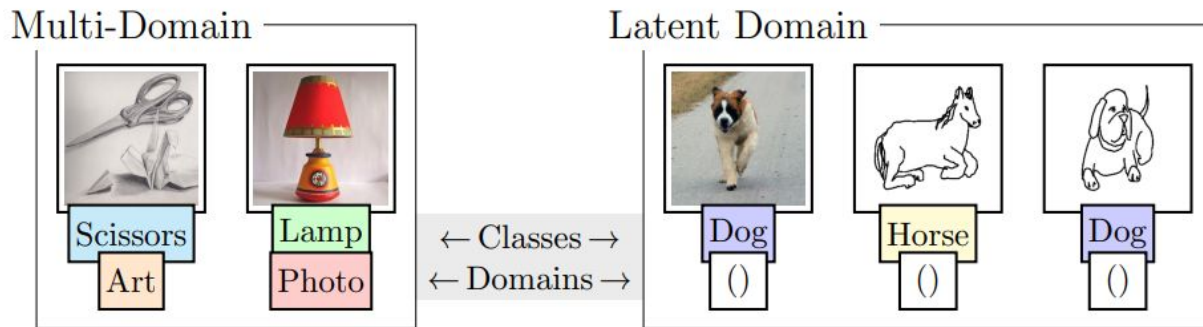 Multi-Domain
Latent Domain
Scissors
Lamp
← Classes →
Dog
Horse
Dog
Art
Photo
← Domains →
()
()
()